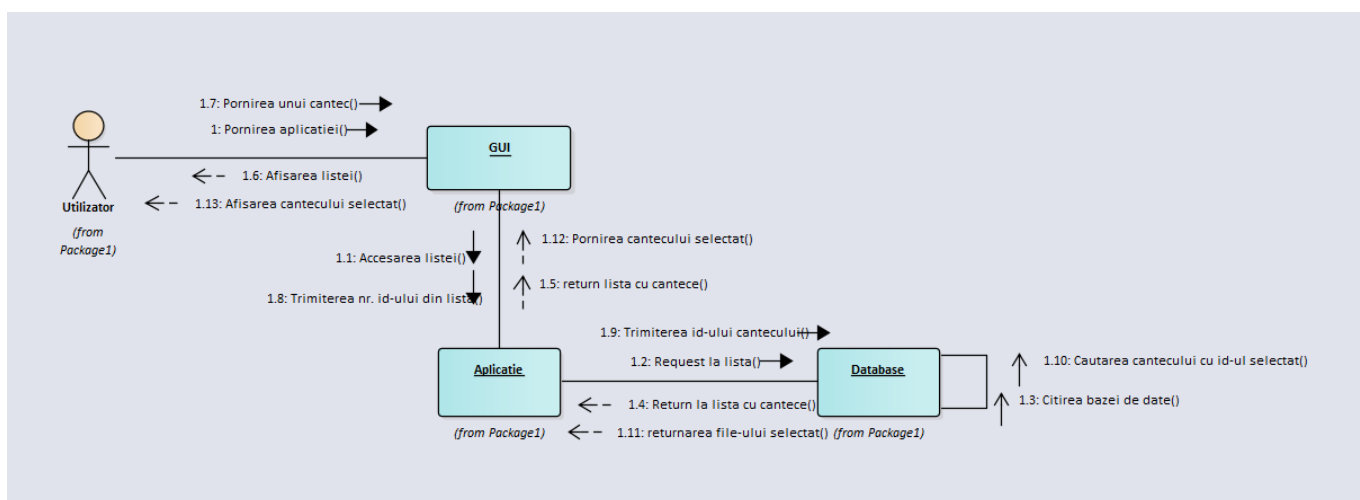 1.7: Pornirea unui cantec()
1: Pornirea aplicatiei()
GUI
1.6: Afisarea listei()
Utilizator
1.13: Afisarea cantecului selectat()
(from Package1)
(from
Package1)
1.12: Pornirea cantecului selectat()
1.1: Accesarea listei()
1.5: return lista cu cantece()
1.8: Trimiterea nr. id-ului din lista()
1.9: Trimiterea id-ului cantecului()
1.2: Request la lista()
1.10: Cautarea cantecului cu id-ul selectat()
Aplicatie
Database
1.4: Return la lista cu cantece()
1.3: Citirea bazei de date()
(from Package1)
1.11: returnarea file-ului selectat()
(from Package1)